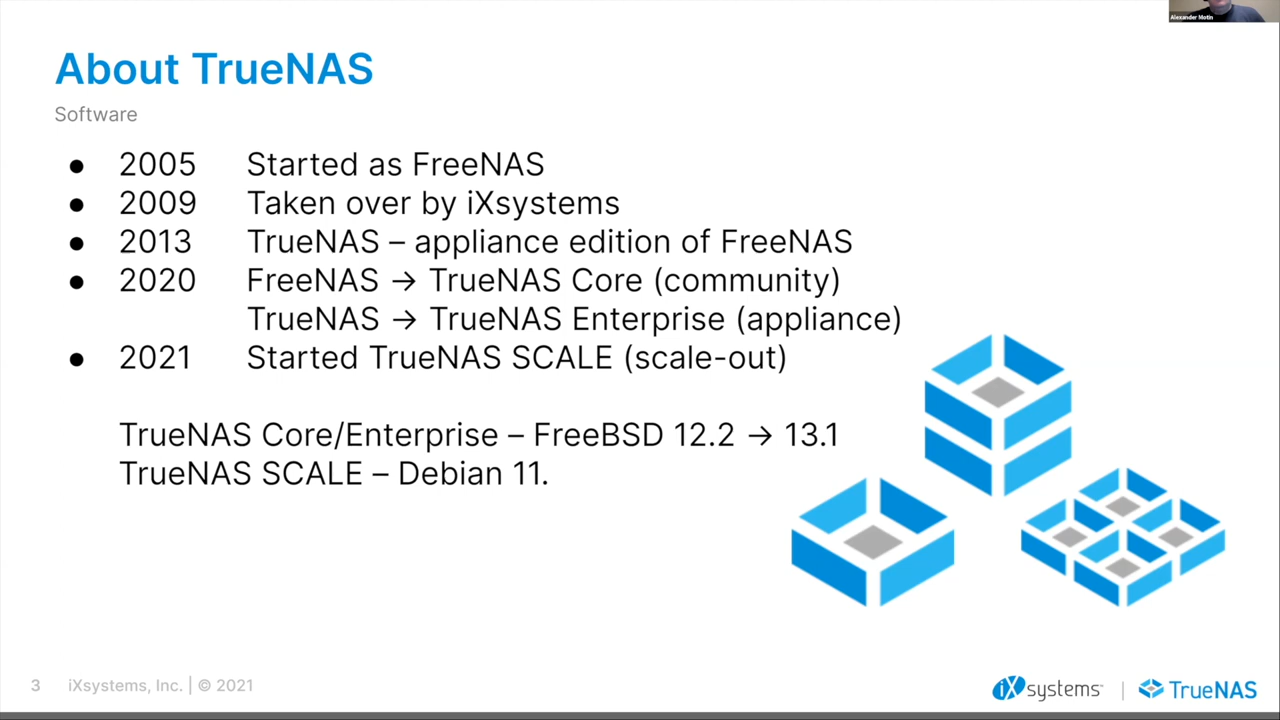 Alexander Motin
About TrueNAS
Software
● 2005 Started as FreeNAS
● 2009 Taken over by iXsystems
● 2013 TrueNAS – appliance edition of FreeNAS
● 2020 FreeNAS → TrueNAS Core (community)
TrueNAS → TrueNAS Enterprise (appliance)
● 2021 Started TrueNAS SCALE (scale-out)
TrueNAS Core/Enterprise – FreeBSD 12.2 → 13.1
TrueNAS SCALE – Debian 11.
3 iXsystems, Inc. | © 2021
iXsystems™ | TrueNAS